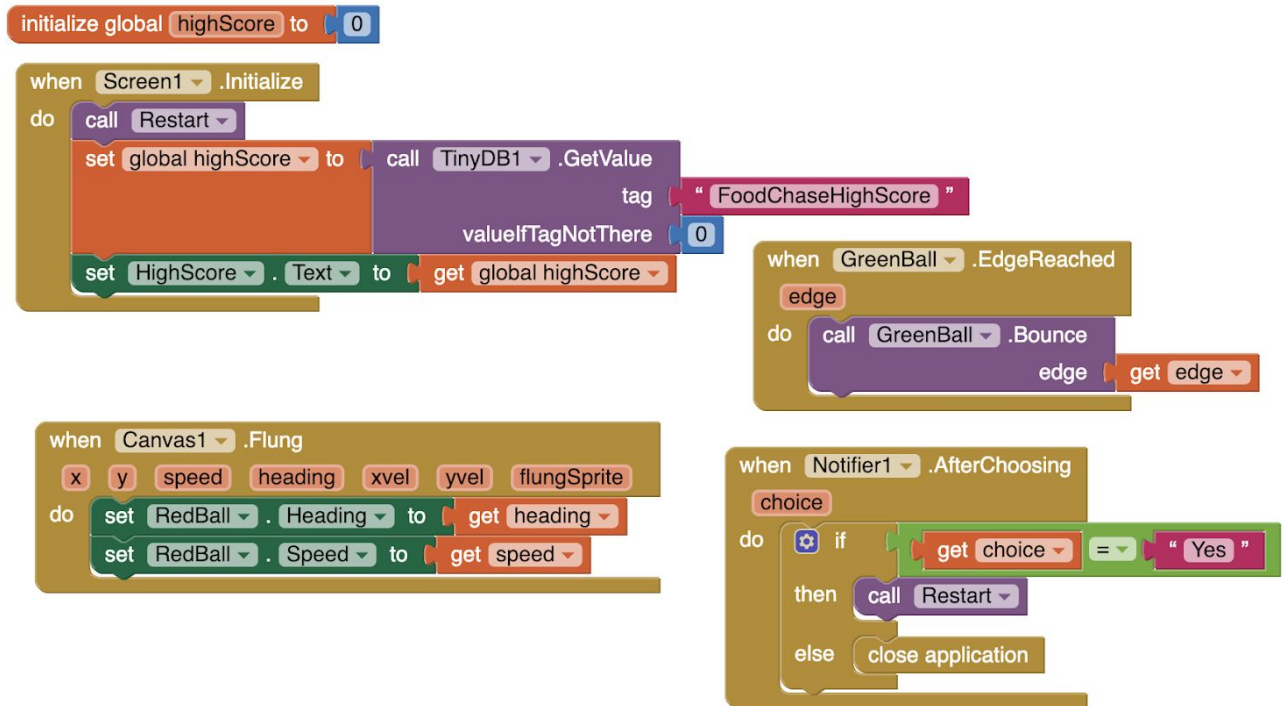 initialize global highScore to 0
when Screen1 .Initialize
do call Restart
set global highScore to call TinyDB1 .GetValue
tag “ FoodChaseHighScore ”
valueIfTagNotThere 0
set HighScore . Text to get global highScore
when GreenBall .EdgeReached
edge
do call GreenBall .Bounce
edge get edge
when Canvas1 .Flung
x y speed heading xvel yvel flungSprite
do set RedBall . Heading to get heading
set RedBall . Speed to get speed
when Notifier1 .AfterChoosing
choice
do if get choice = “ Yes ”
then call Restart
else close application